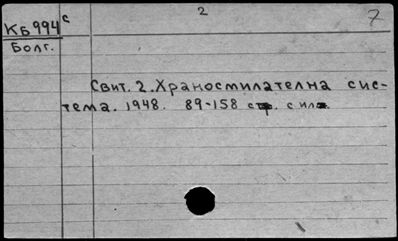 2
7
КБ994с
Болг.
Свит. 2. Храносмилателна сис-
тема. 1948. 89-158 стр. с ил.